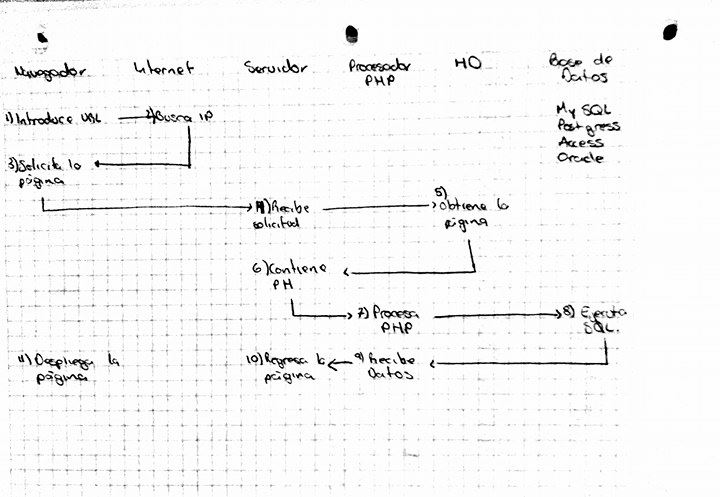 Navegador Internet Servidor Procesador HD Base de
PHP Datos
1) Introduce URL 2) Busca IP My SQL
Postgress
3) Solicita la Access
página Oracle
5)
4) Recibe obtiene la
solicitud página
6) Contiene
PH
7) Procesa 8) Ejecuta
PHP SQL.
11) Despliega la 10) Regresa la 9) Recibe
página página Datos